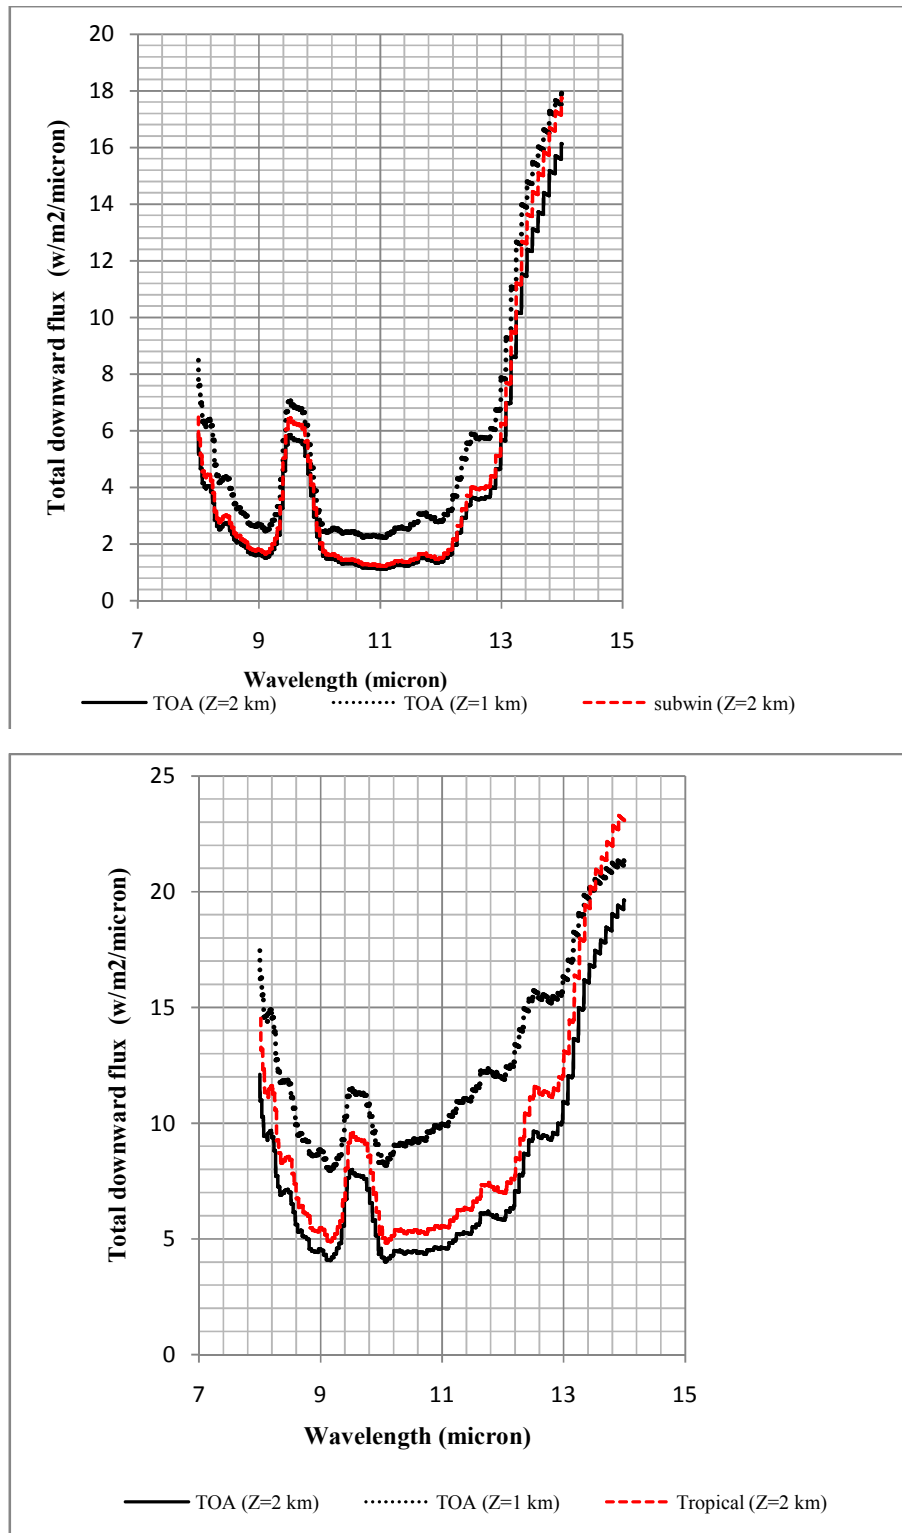 20
18
16
14
12
10
8
6
4
2
0
Total downward flux (w/m2/micron)
7 9 11 13 15
Wavelength (micron)
TOA (Z=2 km) TOA (Z=1 km) subwin (Z=2 km)
25
20
15
10
5
0
Total downward flux (w/m2/micron)
7 9 11 13 15
Wavelength (micron)
TOA (Z=2 km) TOA (Z=1 km) Tropical (Z=2 km)